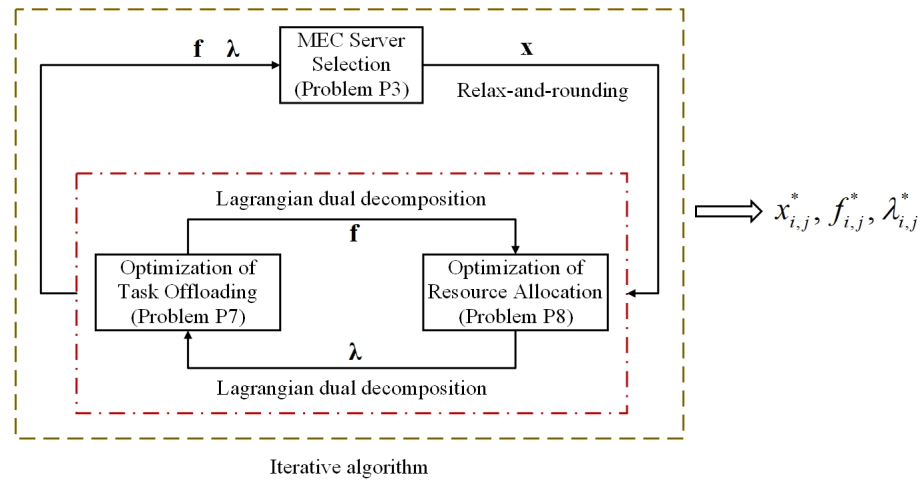 f λ
MEC Server
Selection
(Problem P3)
x
Relax-and-rounding
Lagrangian dual decomposition
f
Optimization of
Task Offloading
(Problem P7)
Optimization of
Resource Allocation
(Problem P8)
λ
Lagrangian dual decomposition
x*i,j, f*i,j, λ*i,j
Iterative algorithm